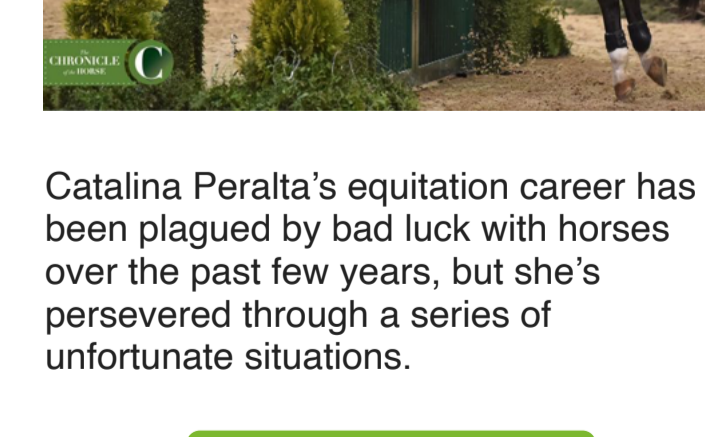 The
CHRONICLE
of the HORSE
C
Catalina Peralta’s equitation career has
been plagued by bad luck with horses
over the past few years, but she’s
persevered through a series of
unfortunate situations.